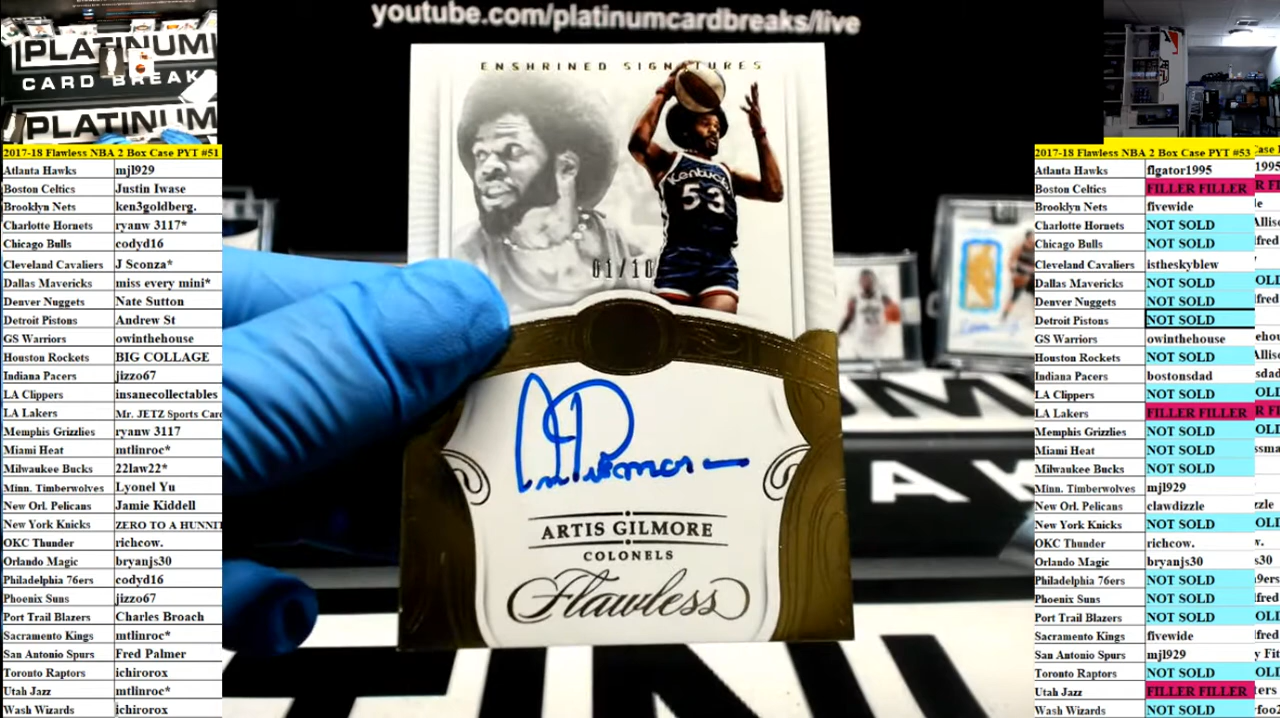 youtube.com/platinumcardbreaks/live
PLATINUM
CARD BREAK
PLATINUM
2017-18 Flawless NBA 2 Box Case PYT #51
Atlanta Hawks mjl929
Boston Celtics Justin Iwase
Brooklyn Nets ken3goldberg.
Charlotte Hornets ryanw 3117*
Chicago Bulls codyd16
Cleveland Cavaliers J Sconza*
Dallas Mavericks miss every mini*
Denver Nuggets Nate Sutton
Detroit Pistons Andrew St
GS Warriors owinthehouse
Houston Rockets BIG COLLAGE
Indiana Pacers jizzo67
LA Clippers insanecollectables
LA Lakers Mr. JETZ Sports Car
Memphis Grizzlies ryanw 3117
Miami Heat mtlinroc*
Milwaukee Bucks 22law22*
Minn. Timberwolves Lyonel Yu
New Orl. Pelicans Jamie Kiddell
New York Knicks ZERO TO A HUNNIT
OKC Thunder richcow.
Orlando Magic bryanjs30
Philadelphia 76ers codyd16
Phoenix Suns jizzo67
Port Trail Blazers Charles Broach
Sacramento Kings mtlinroc*
San Antonio Spurs Fred Palmer
Toronto Raptors ichirorox
Utah Jazz mtlinroc*
Wash Wizards ichirorox
ENSHRINED SIGNATURES
Kentucky
53
01/10
ARTIS GILMORE
COLONELS
Flawless
2017-18 Flawless NBA 2 Box Case PYT #53
Atlanta Hawks flgator1995
Boston Celtics FILLER FILLER
Brooklyn Nets fivewide
Charlotte Hornets NOT SOLD
Chicago Bulls NOT SOLD
Cleveland Cavaliers istheskyblew
Dallas Mavericks NOT SOLD
Denver Nuggets NOT SOLD
Detroit Pistons NOT SOLD
GS Warriors owinthehouse
Houston Rockets NOT SOLD
Indiana Pacers bostonsdad
LA Clippers NOT SOLD
LA Lakers FILLER FILLER
Memphis Grizzlies NOT SOLD
Miami Heat NOT SOLD
Milwaukee Bucks NOT SOLD
Minn. Timberwolves mjl929
New Orl. Pelicans clawdizzle
New York Knicks NOT SOLD
OKC Thunder richcow.
Orlando Magic bryanjs30
Philadelphia 76ers NOT SOLD
Phoenix Suns NOT SOLD
Port Trail Blazers NOT SOLD
Sacramento Kings fivewide
San Antonio Spurs mjl929
Toronto Raptors NOT SOLD
Utah Jazz FILLER FILLER
Wash Wizards NOT SOLD